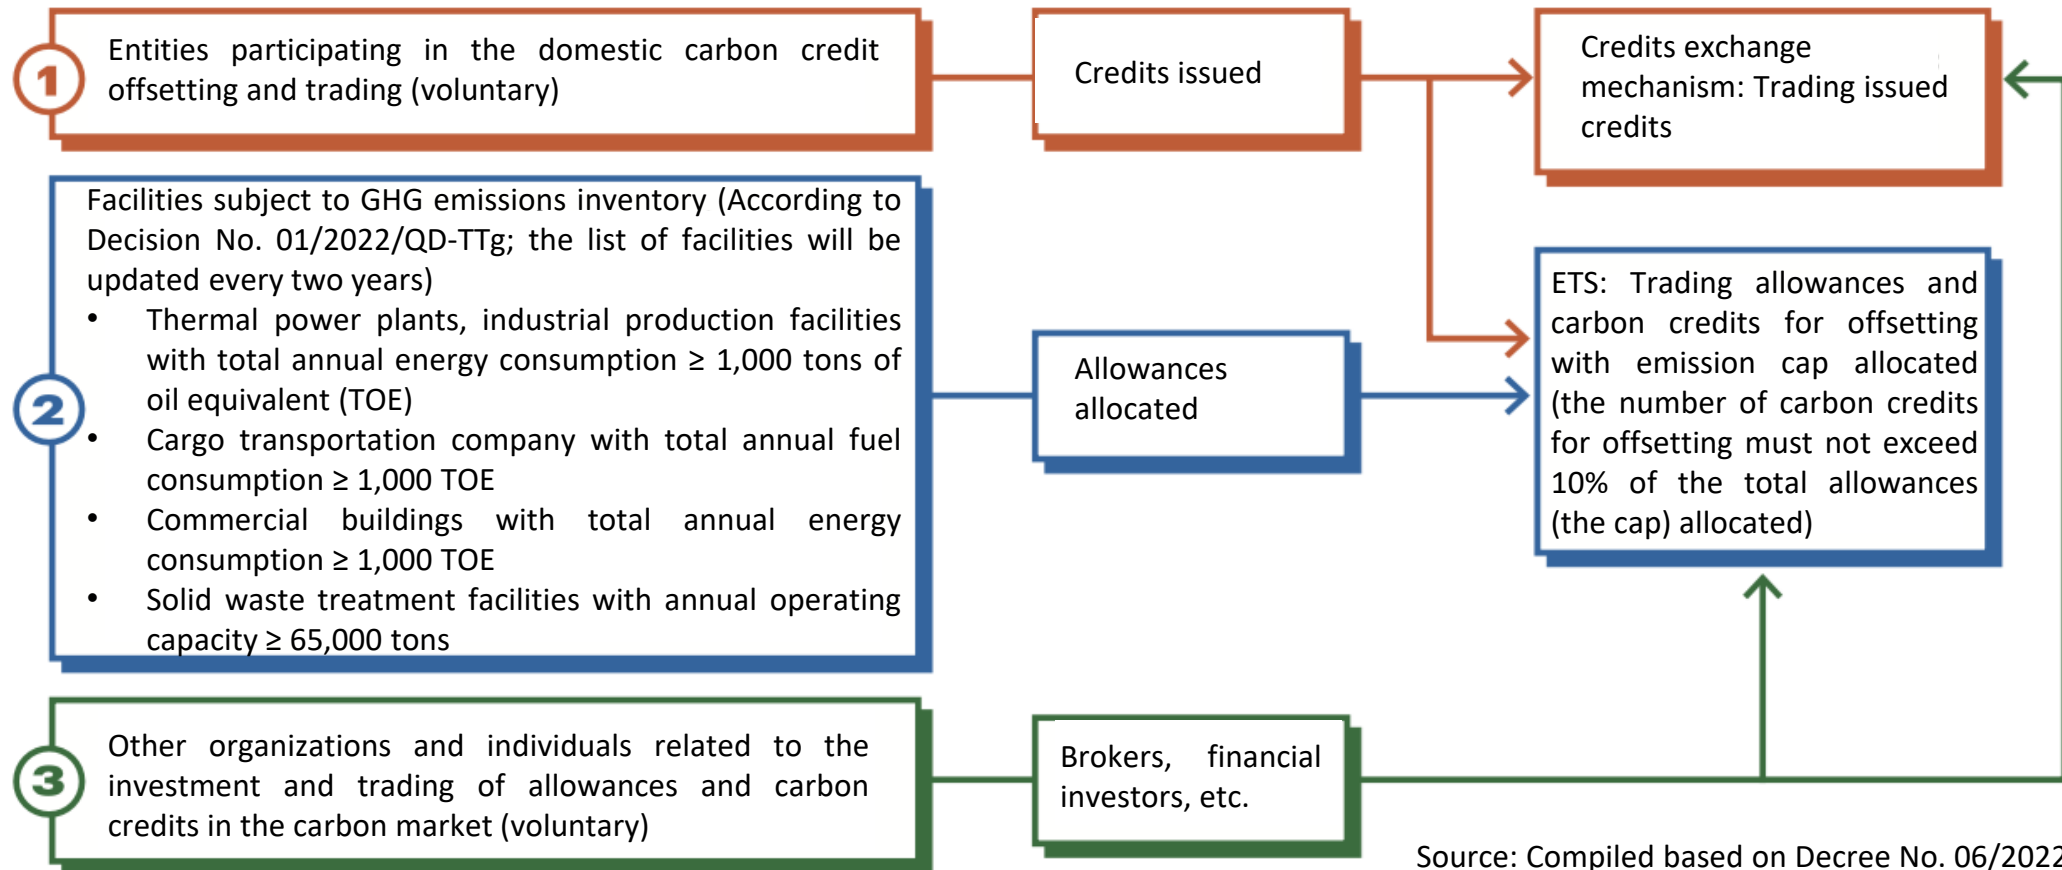 1
Entities participating in the domestic carbon credit
offsetting and trading (voluntary)
Credits issued
Credits exchange
mechanism: Trading issued
credits
2
Facilities subject to GHG emissions inventory (According to
Decision No. 01/2022/QD-TTg; the list of facilities will be
updated every two years)
• Thermal power plants, industrial production facilities
with total annual energy consumption ≥ 1,000 tons of
oil equivalent (TOE)
• Cargo transportation company with total annual fuel
consumption ≥ 1,000 TOE
• Commercial buildings with total annual energy
consumption ≥ 1,000 TOE
• Solid waste treatment facilities with annual operating
capacity ≥ 65,000 tons
Allowances
allocated
ETS: Trading allowances and
carbon credits for offsetting
with emission cap allocated
(the number of carbon credits
for offsetting must not exceed
10% of the total allowances
(the cap) allocated)
3
Other organizations and individuals related to the
investment and trading of allowances and carbon
credits in the carbon market (voluntary)
Brokers, financial
investors, etc.
Source: Compiled based on Decree No. 06/2022